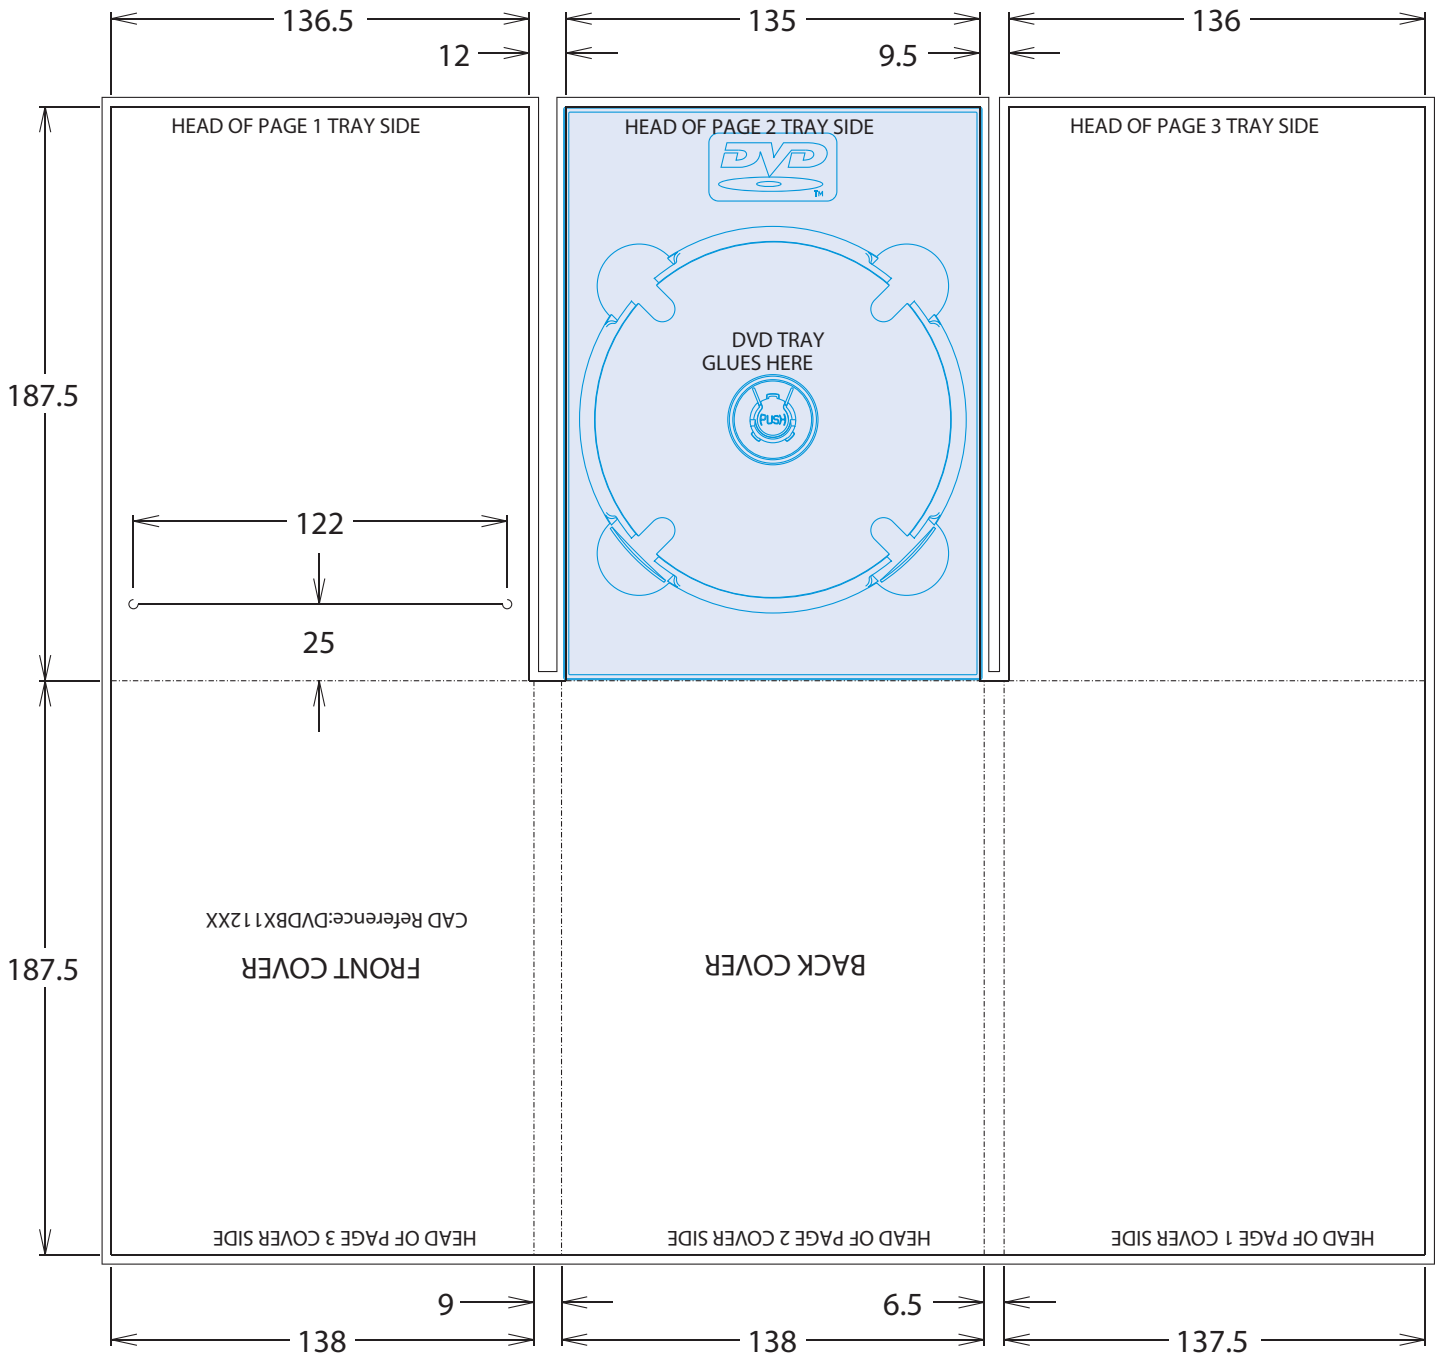 136.5
135
136
12
9.5
HEAD OF PAGE 1 TRAY SIDE
HEAD OF PAGE 2 TRAY SIDE
HEAD OF PAGE 3 TRAY SIDE
DVD
TM
DVD TRAY
GLUES HERE
187.5
PUSH
122
25
CAD Reference:DVDBX112XX
FRONT COVER
BACK COVER
187.5
HEAD OF PAGE 3 COVER SIDE
HEAD OF PAGE 2 COVER SIDE
HEAD OF PAGE 1 COVER SIDE
9
6.5
138
138
137.5